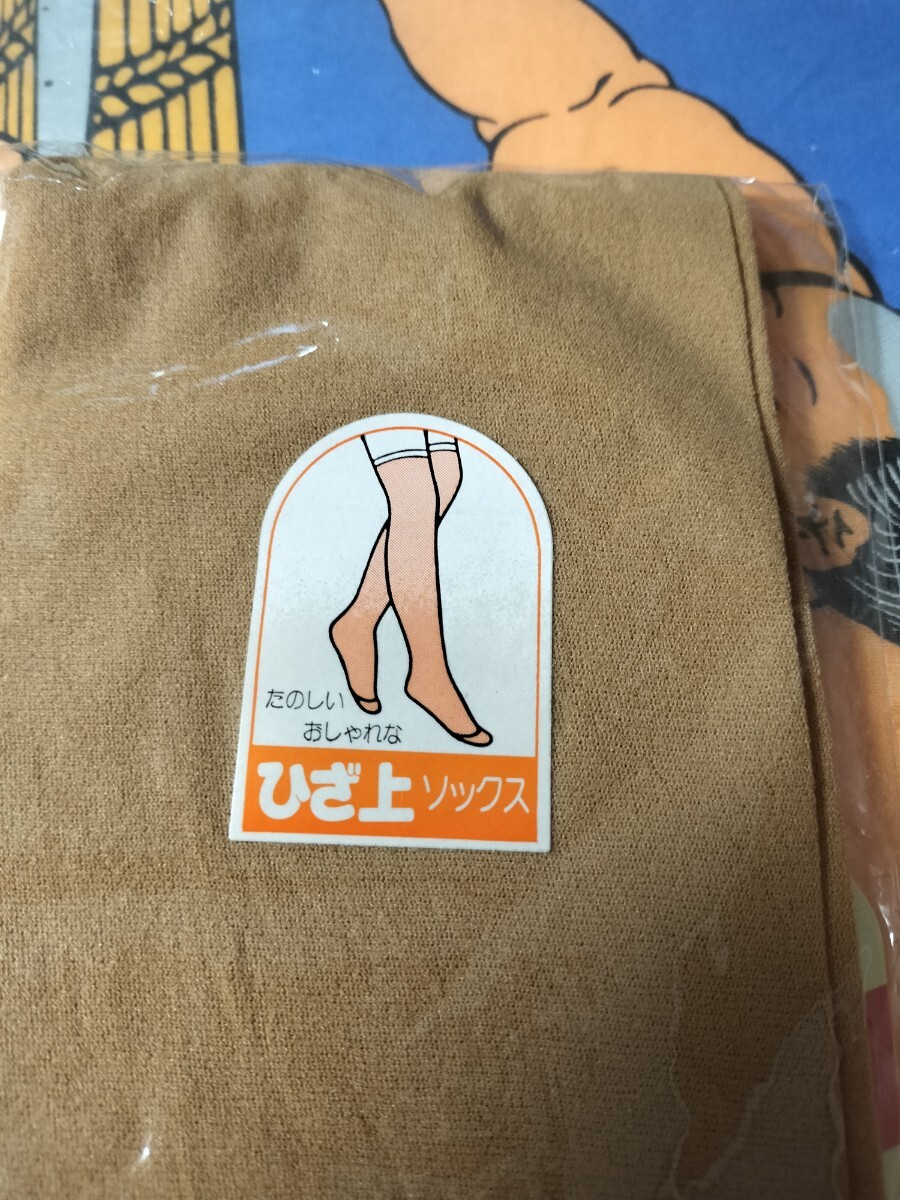 たのしい
おしゃれな
ひざ上ソックス